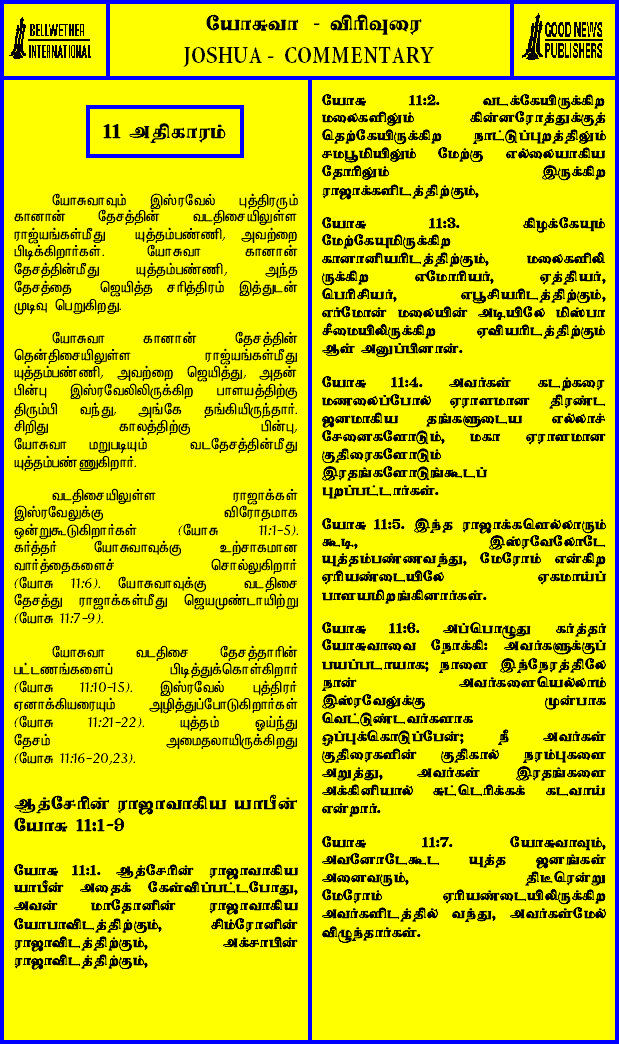 BELLWETHER
INTERNATIONAL
யோசுவா - விரிவுரை
JOSHUA - COMMENTARY
GOOD NEWS
PUBLISHERS
11 அதிகாரம்
யோசுவாவும் இஸ்ரவேல் புத்திரரும்
கானான் தேசத்தின் வடதிசையிலுள்ள
ராஜ்யங்கள்மீது யுத்தம்பண்ணி, அவற்றை
பிடிக்கிறார்கள். யோசுவா கானான்
தேசத்தின்மீது யுத்தம்பண்ணி, அந்த
தேசத்தை ஜெயித்த சரித்திரம் இத்துடன்
முடிவு பெறுகிறது.
யோசுவா கானான் தேசத்தின்
தென்திசையிலுள்ள ராஜ்யங்கள்மீது
யுத்தம்பண்ணி, அவற்றை ஜெயித்து, அதன்
பின்பு இஸ்ரவேலிலிருக்கிற பாளயத்திற்கு
திரும்பி வந்து, அங்கே தங்கியிருந்தார்.
சிறிது காலத்திற்கு பின்பு,
யோசுவா மறுபடியும் வடதேசத்தின்மீது
யுத்தம்பண்ணுகிறார்.
வடதிசையிலுள்ள ராஜாக்கள்
இஸ்ரவேலுக்கு விரோதமாக
ஒன்றுகூடுகிறார்கள் (யோசு 11:1-5).
கர்த்தர் யோசுவாவுக்கு உற்சாகமான
வார்த்தைகளைச் சொல்லுகிறார்
(யோசு 11:6). யோசுவாவுக்கு வடதிசை
தேசத்து ராஜாக்கள்மீது ஜெயமுண்டாயிற்று
(யோசு 11:7-9).
யோசுவா வடதிசை தேசத்தாரின்
பட்டணங்களைப் பிடித்துக்கொள்கிறார்
(யோசு 11:10-15). இஸ்ரவேல் புத்திரர்
ஏனாக்கியரையும் அழித்துப்போடுகிறார்கள்
(யோசு 11:21-22). யுத்தம் ஓய்ந்து
தேசம் அமைதலாயிருக்கிறது
(யோசு 11:16-20,23).
ஆத்சோரின் ராஜாவாகிய யாபீன்
யோசு 11:1-9
யோசு 11:1. ஆத்சோரின் ராஜாவாகிய
யாபீன் அதைக் கேள்விப்பட்டபோது,
அவன் மாதோனின் ராஜாவாகிய
யோபாவிடத்திற்கும், சிம்ரோனின்
ராஜாவிடத்திற்கும், அக்சாபின்
ராஜாவிடத்திற்கும்,
யோசு 11:2. வடக்கேயிருக்கிற
மலைகளிலும் கின்னரோத்துக்குத்
தெற்கேயிருக்கிற நாட்டுப்புறத்திலும்
சமபூமியிலும் மேற்கு எல்லையாகிய
தோரிலும் இருக்கிற
ராஜாக்களிடத்திற்கும்,
யோசு 11:3. கிழக்கேயும்
மேற்கேயுமிருக்கிற
கானானியரிடத்திற்கும், மலைகளிலி
ருக்கிற எமோரியர், ஏத்தியர்,
பெரிசியர், எபூசியரிடத்திற்கும்,
எர்மோன் மலையின் அடியிலே மிஸ்பா
சீமையிலிருக்கிற ஏவியரிடத்திற்கும்
ஆள் அனுப்பினான்.
யோசு 11:4. அவர்கள் கடற்கரை
மணலைப்போல் ஏராளமான திரண்ட
ஜனமாகிய தங்களுடைய எல்லாச்
சேனைகளோடும், மகா ஏராளமான
குதிரைகளோடும்
இரதங்களோடுங்கூடப்
புறப்பட்டார்கள்.
யோசு 11:5. இந்த ராஜாக்களெல்லாரும்
கூடி, இஸ்ரவேலோடே
யுத்தம்பண்ணவந்து, மேரோம் என்கிற
ஏரியண்டையிலே ஏகமாய்ப்
பாளயமிறங்கினார்கள்.
யோசு 11:6. அப்பொழுது கர்த்தர்
யோசுவாவை நோக்கி: அவர்களுக்குப்
பயப்படாயாக; நாளை இந்நேரத்திலே
நான் அவர்களையெல்லாம்
இஸ்ரவேலுக்கு முன்பாக
வெட்டுண்டவர்களாக
ஒப்புக்கொடுப்பேன்; நீ அவர்கள்
குதிரைகளின் குதிகால் நரம்புகளை
அறுத்து, அவர்கள் இரதங்களை
அக்கினியால் சுட்டெரிக்கக் கடவாய்
என்றார்.
யோசு 11:7. யோசுவாவும்,
அவனோடேகூட யுத்த ஜனங்கள்
அனைவரும், திடீரென்று
மேரோம் ஏரியண்டையிலிருக்கிற
அவர்களிடத்தில் வந்து, அவர்கள்மேல்
விழுந்தார்கள்.